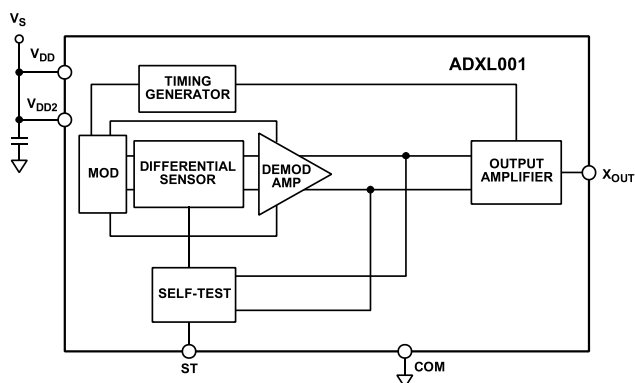 VS
VDD
VDD2
ADXL001
TIMING
GENERATOR
MOD
DIFFERENTIAL
SENSOR
DEMOD
AMP
OUTPUT
AMPLIFIER
XOUT
SELF-TEST
ST
COM